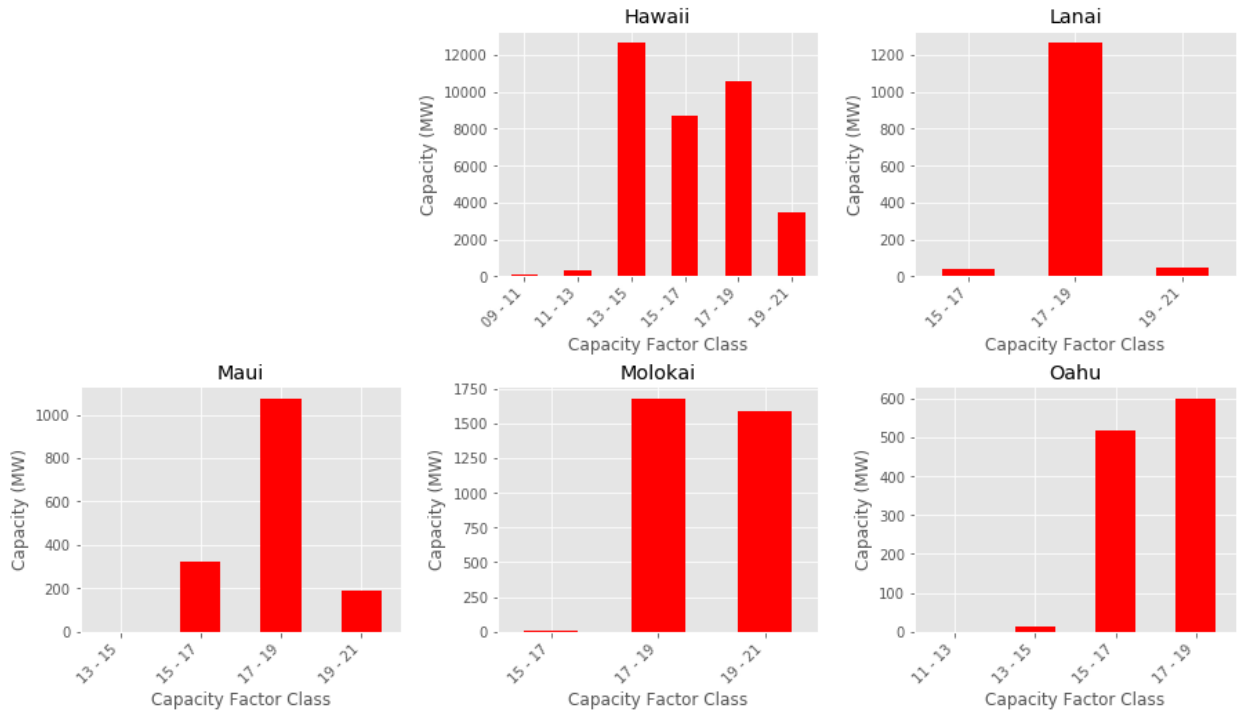 Hawaii
Capacity (MW)
12000
10000
8000
6000
4000
2000
0
09 - 11
11 - 13
13 - 15
15 - 17
17 - 19
19 - 21
Capacity Factor Class
Lanai
Capacity (MW)
1200
1000
800
600
400
200
0
15 - 17
17 - 19
19 - 21
Capacity Factor Class
Maui
Capacity (MW)
1000
800
600
400
200
0
13 - 15
15 - 17
17 - 19
19 - 21
Capacity Factor Class
Molokai
Capacity (MW)
1750
1500
1250
1000
750
500
250
0
15 - 17
17 - 19
19 - 21
Capacity Factor Class
Oahu
Capacity (MW)
600
500
400
300
200
100
0
11 - 13
13 - 15
15 - 17
17 - 19
Capacity Factor Class